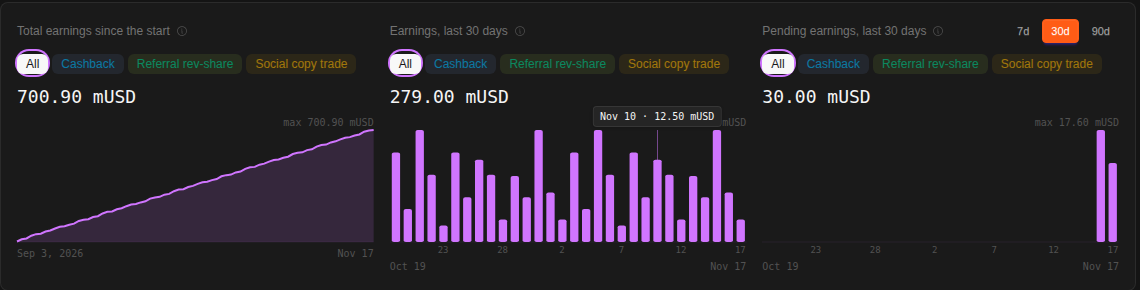 Total earnings since the start
All Cashback Referral rev-share Social copy trade
700.90 mUSD
max 700.90 mUSD
Sep 3, 2026 Nov 17
Earnings, last 30 days
All Cashback Referral rev-share Social copy trade
279.00 mUSD
Nov 10 · 12.50 mUSD
mUSD
23 28 2 7 12 17
Oct 19 Nov 17
Pending earnings, last 30 days
7d 30d 90d
All Cashback Referral rev-share Social copy trade
30.00 mUSD
max 17.60 mUSD
23 28 2 7 12 17
Oct 19 Nov 17